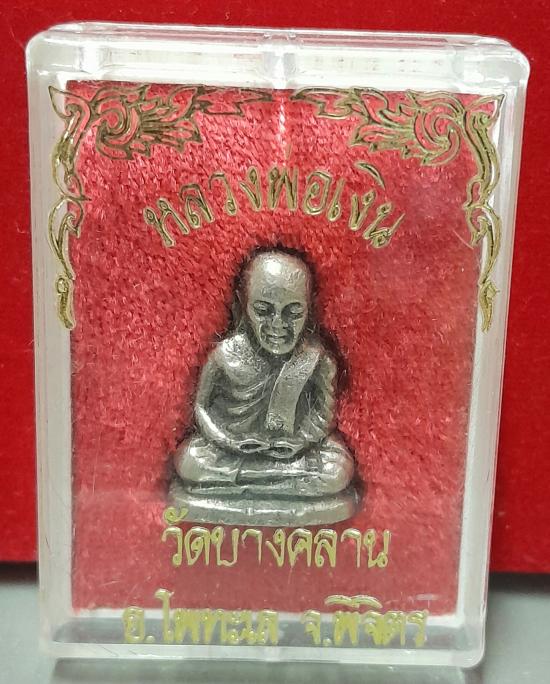 หลวงพ่อเงิน
วัดบางคลาน
อ.โพทะเล จ.พิจิตร